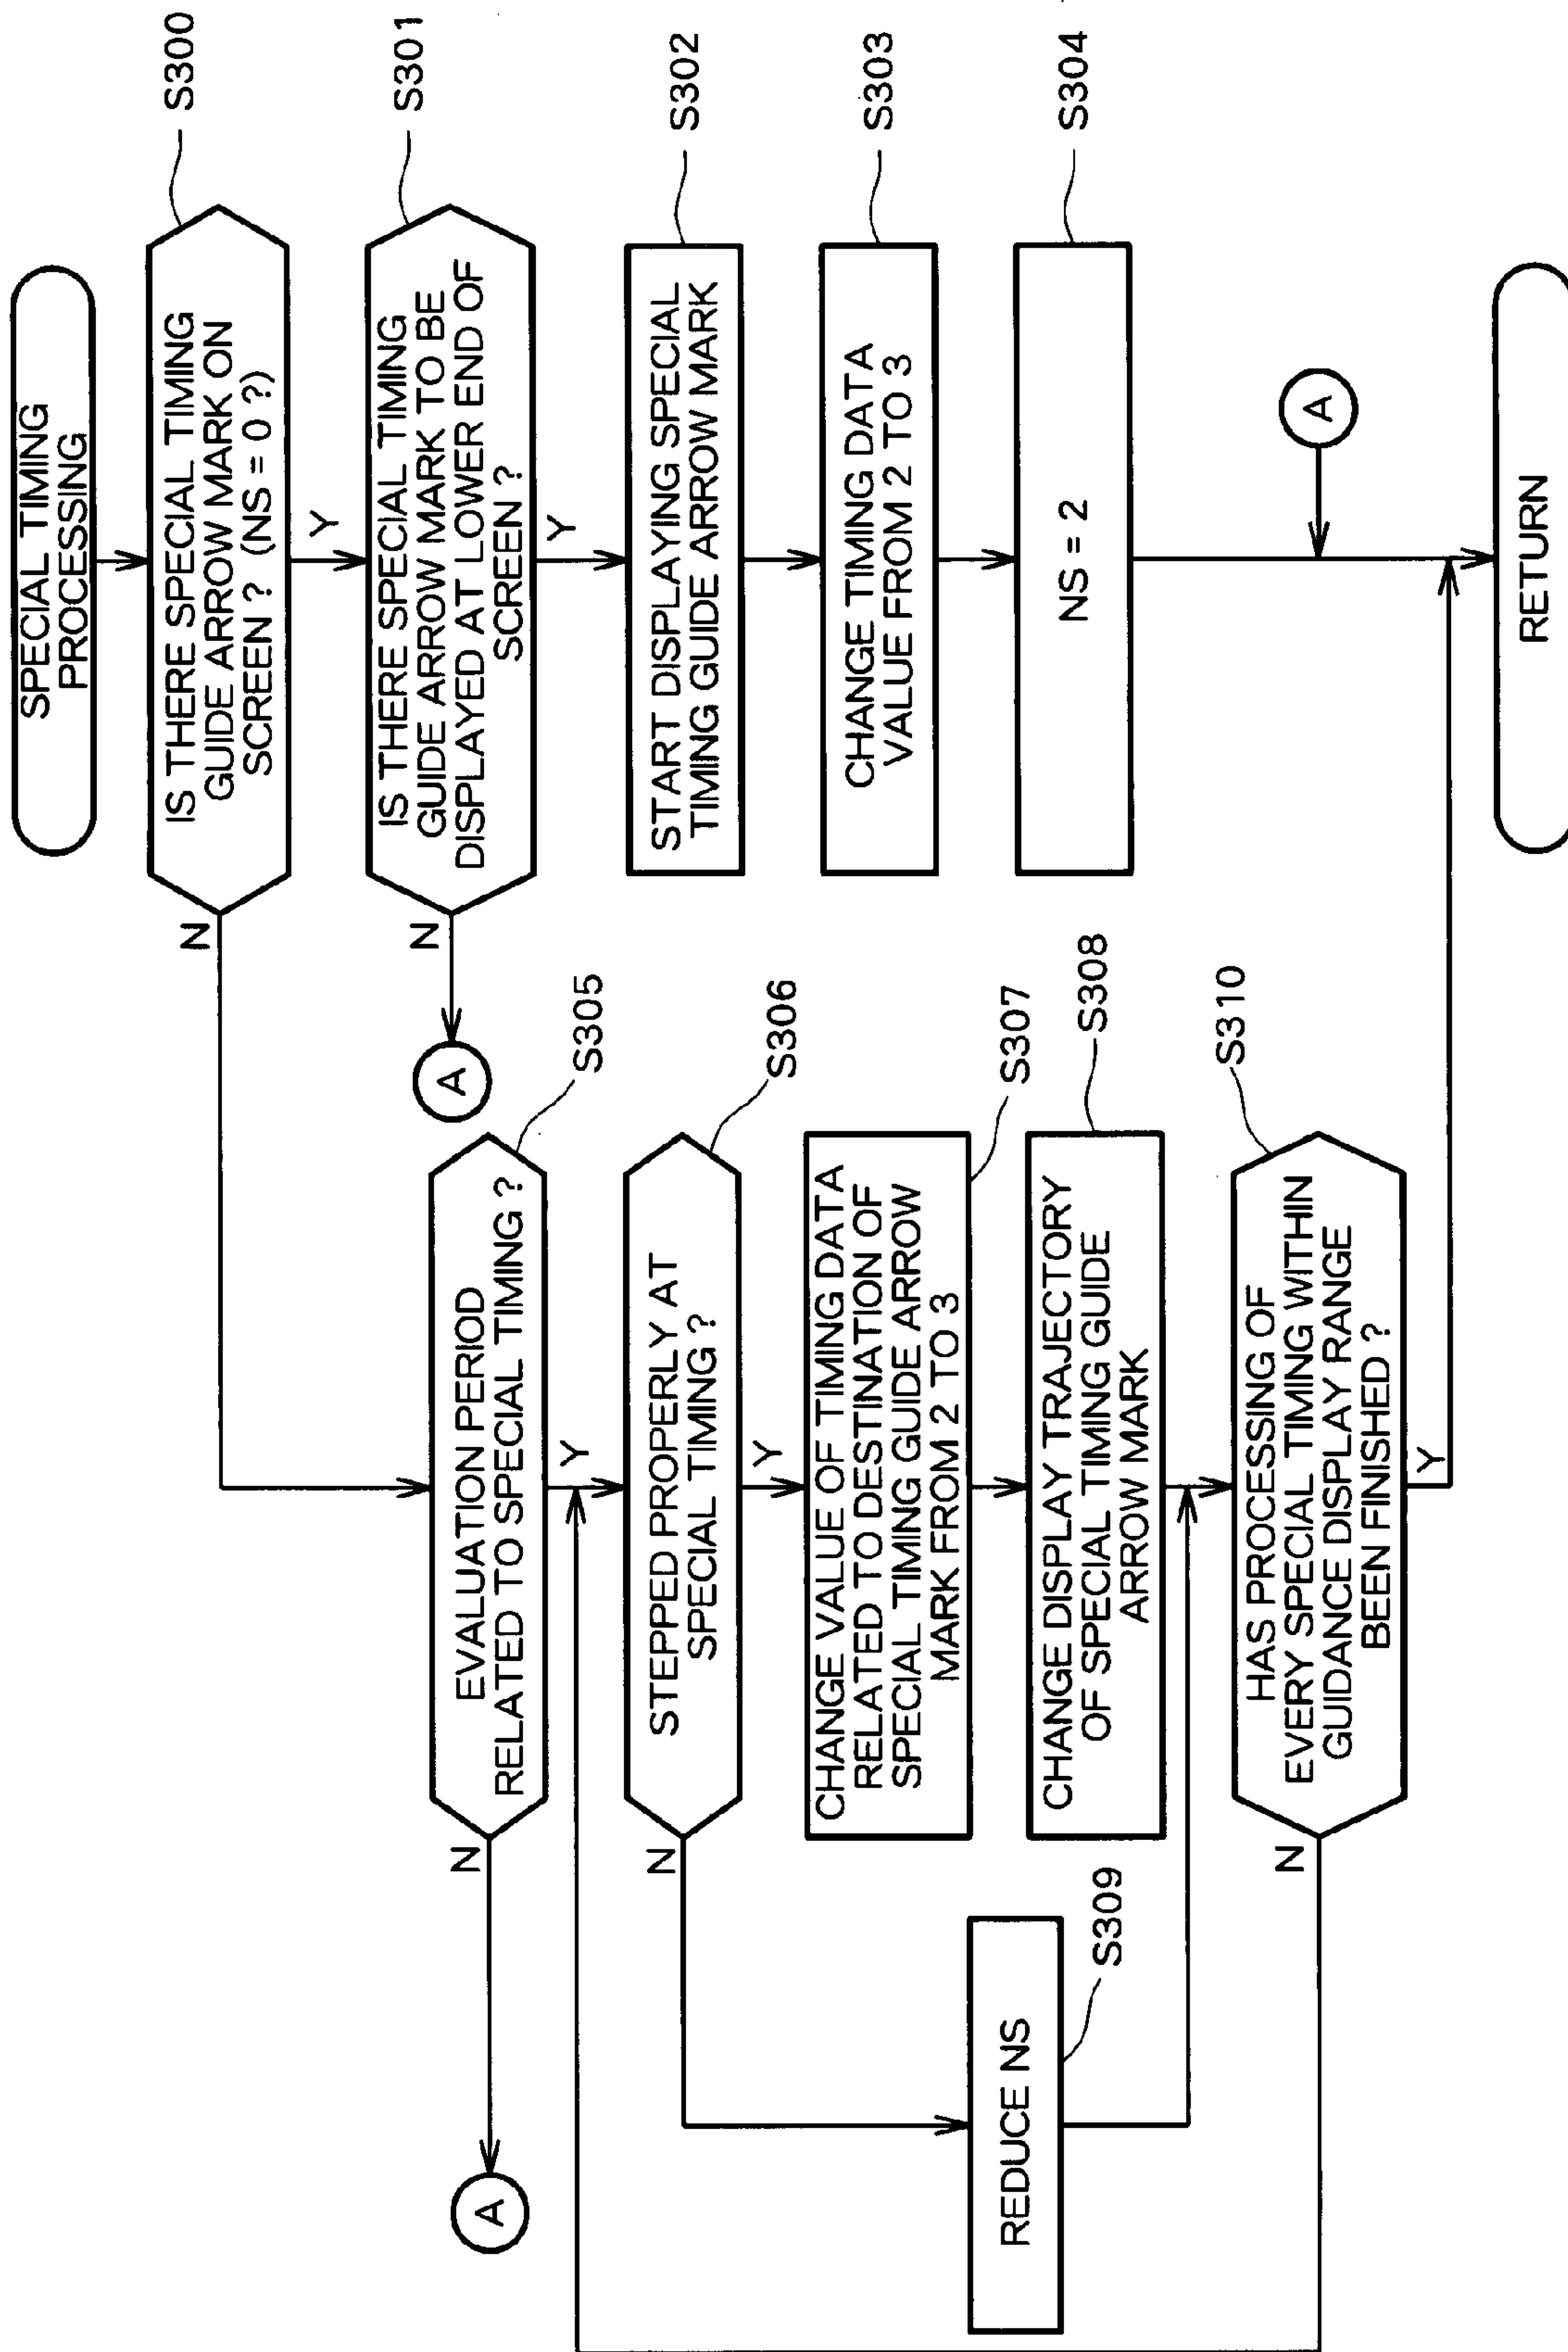 SPECIAL TIMING
PROCESSING
IS THERE SPECIAL TIMING
GUIDE ARROW MARK ON
SCREEN ? (NS = 0 ?)
S300
Y
N
IS THERE SPECIAL TIMING
GUIDE ARROW MARK TO BE
DISPLAYED AT LOWER END OF
SCREEN ?
S301
Y
N
A
START DISPLAYING SPECIAL
TIMING GUIDE ARROW MARK
S302
CHANGE TIMING DATA
VALUE FROM 2 TO 3
S303
NS = 2
S304
A
RETURN
EVALUATION PERIOD
RELATED TO SPECIAL TIMING ?
S305
Y
N
A
STEPPED PROPERLY AT
SPECIAL TIMING ?
S306
Y
N
CHANGE VALUE OF TIMING DATA
RELATED TO DESTINATION OF
SPECIAL TIMING GUIDE ARROW
MARK FROM 2 TO 3
S307
CHANGE DISPLAY TRAJECTORY
OF SPECIAL TIMING GUIDE
ARROW MARK
S308
REDUCE NS
S309
HAS PROCESSING OF
EVERY SPECIAL TIMING WITHIN
GUIDANCE DISPLAY RANGE
BEEN FINISHED ?
S310
Y
N